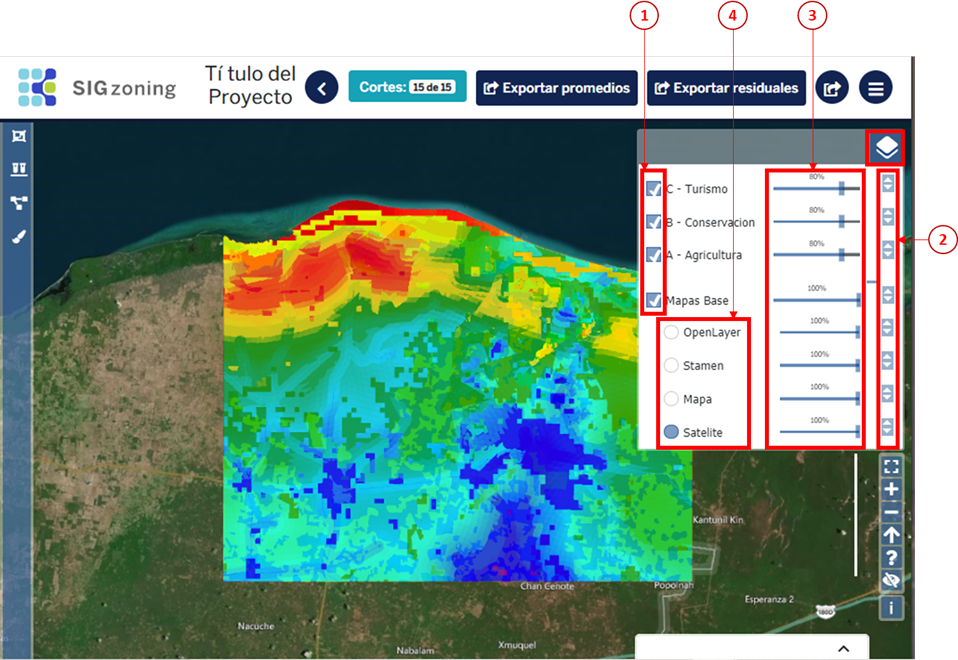 1
4
3
SIGzoning
Tí tulo del
Proyecto
Cortes: 15 de 15
Exportar promedios
Exportar residuales
C - Turismo
80%
B - Conservacion
80%
2
A - Agricultura
80%
Mapas Base
100%
OpenLayer
100%
Stamen
100%
Mapa
100%
Satelite
100%
Kantunil Kin
Chan Cenote
Popolnah
Esperanza 2
180D
Nacuche
Nabalam
Xmuquel